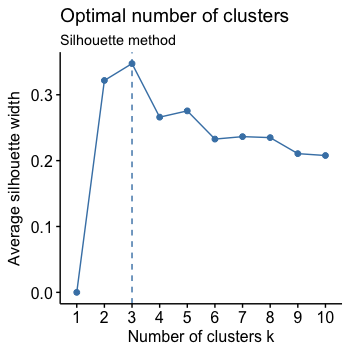 Optimal number of clusters
Silhouette method
Average silhouette width
0.3
0.2
0.1
0.0
1 2 3 4 5 6 7 8 9 10
Number of clusters k